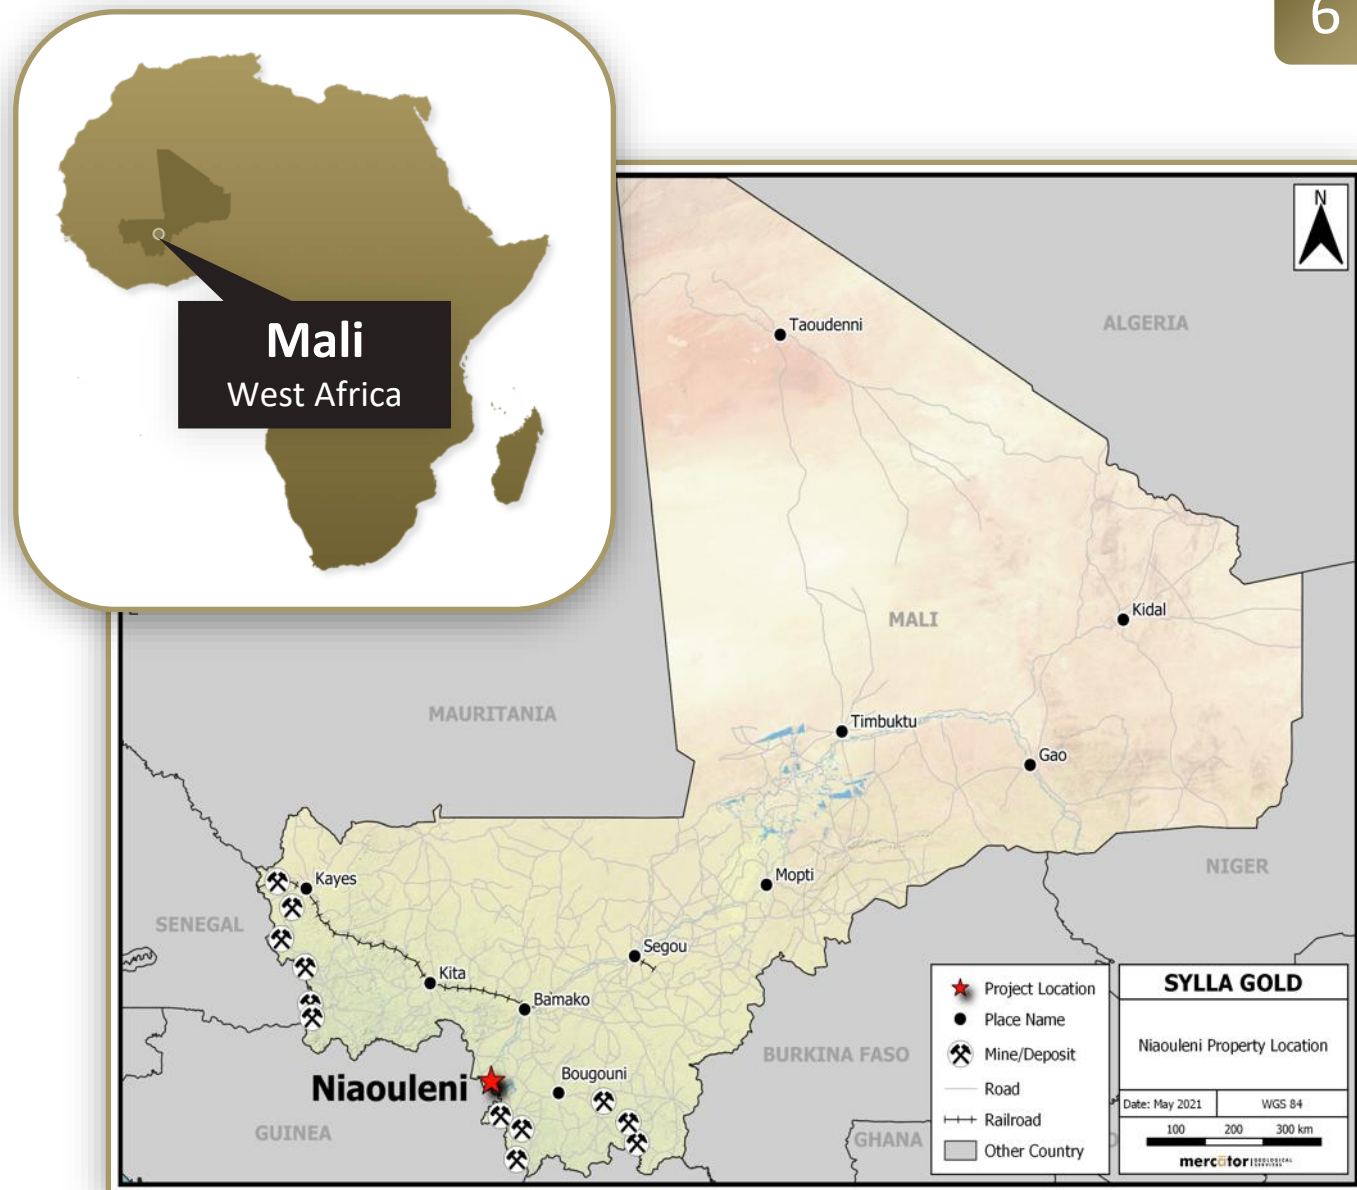 6
Mali
West Africa
N
ALGERIA
Taoudenni
Kidal
MALI
MAURITANIA
Timbuktu
Gao
NIGER
Mopti
Kayes
SENEGAL
Segou
Kita
Bamako
BURKINA FASO
Bougouni
Niaouleni
GUINEA
GHANA
Project Location
Place Name
Mine/Deposit
Road
Railroad
Other Country
SYLLA GOLD
Niaouleni Property Location
Date: May 2021
WGS 84
100 200 300 km
mercator GEOLOGICAL SERVICES